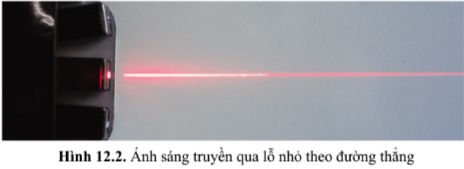 Hình 12.2. Ánh sáng truyền qua lỗ nhỏ theo đường thẳng